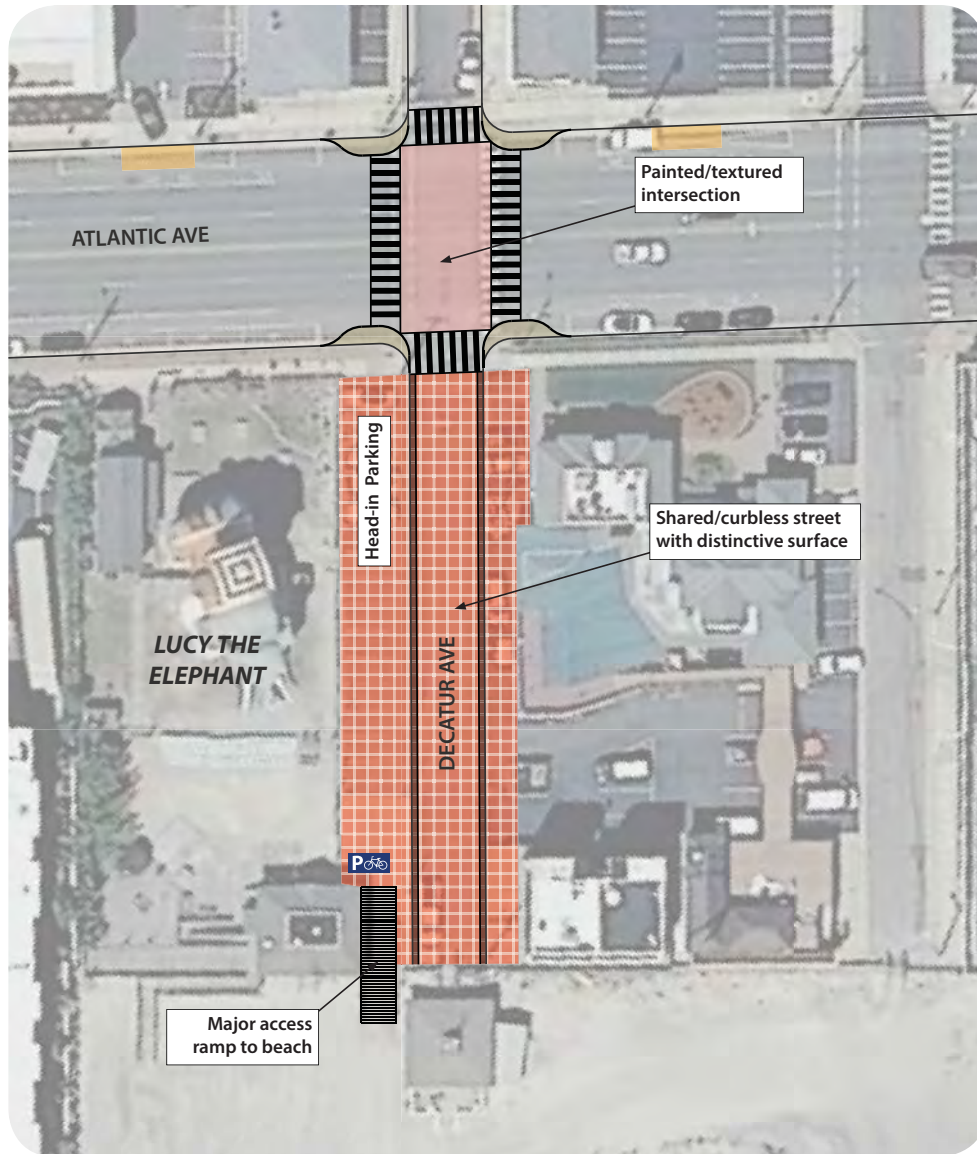 Painted/textured
intersection
ATLANTIC AVE
Head-in Parking
Shared/curbless street
with distinctive surface
LUCY THE
ELEPHANT
DECATUR AVE
P
Major access
ramp to beach